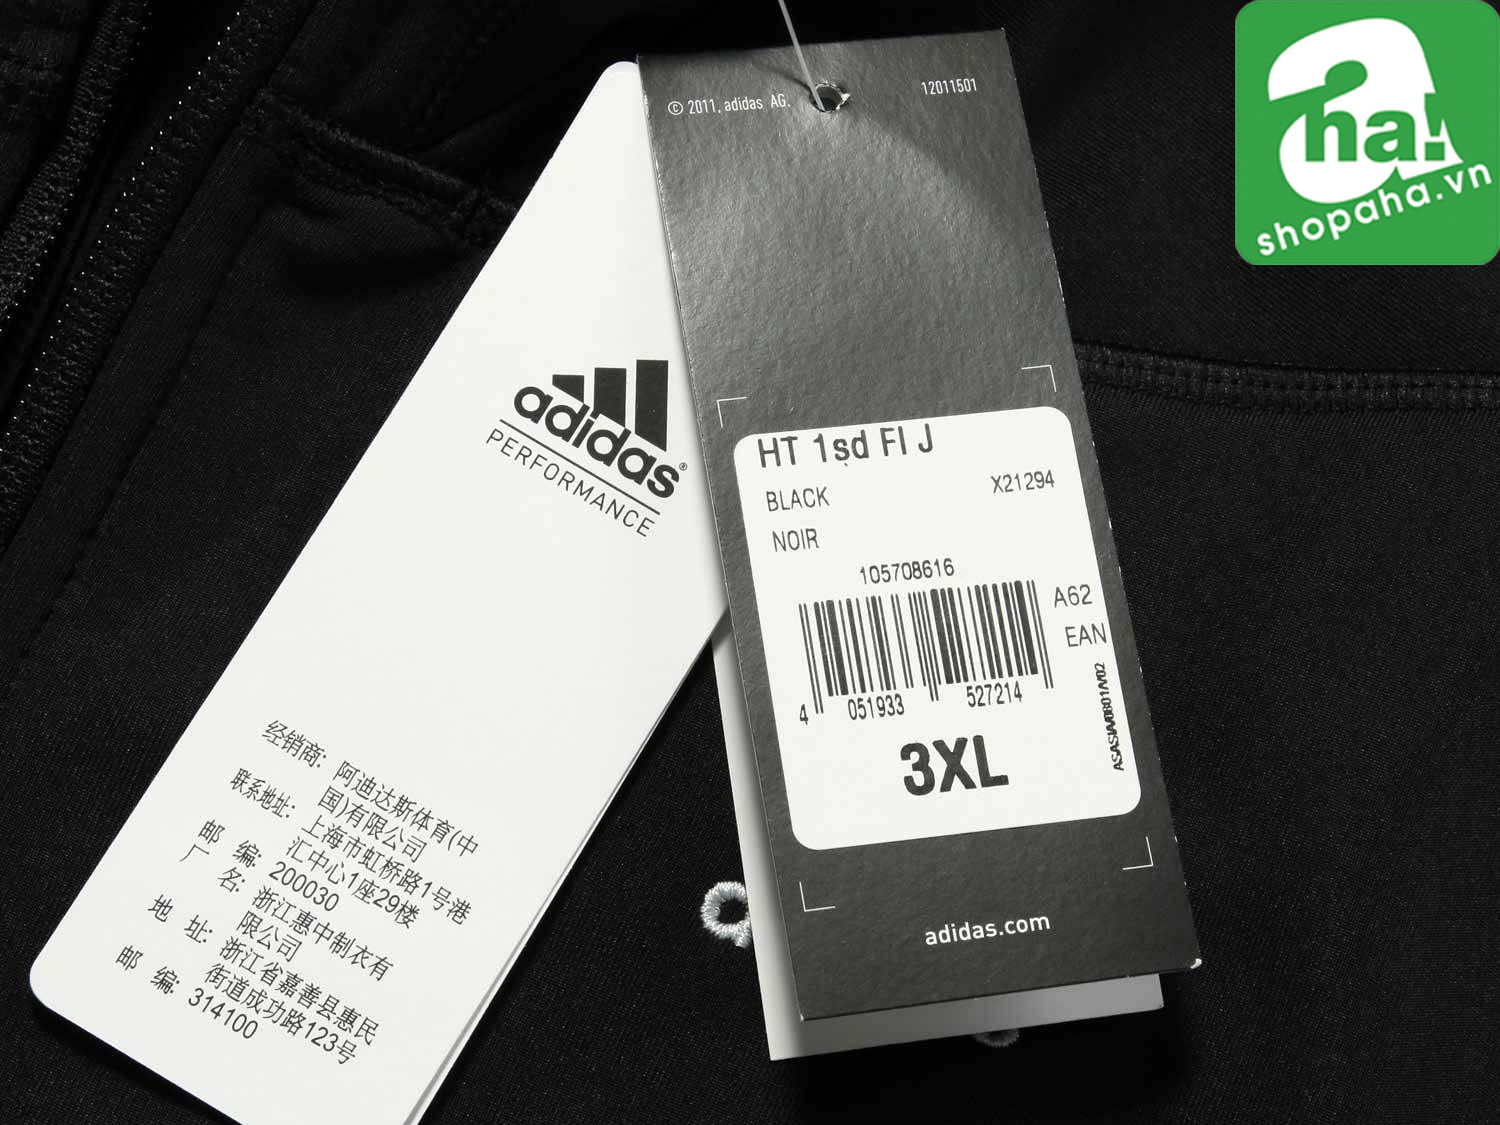 © 2011, adidas AG.
12011501
aha!
shopaha.vn
adidas®
PERFORMANCE
HT 1sd FI J
BLACK
X21294
NOIR
105708616
A62
EAN
4 051933 527214
ASASIA/0801A/02
3XL
adidas.com
经销商: 阿迪达斯体育(中
国)有限公司
联系地址: 上海市虹桥路1号港
汇中心1座29楼
邮 编: 200030
厂 名: 浙江惠中制衣有
限公司
地 址: 浙江省嘉善县惠民
街道成功路123号
邮 编: 314100